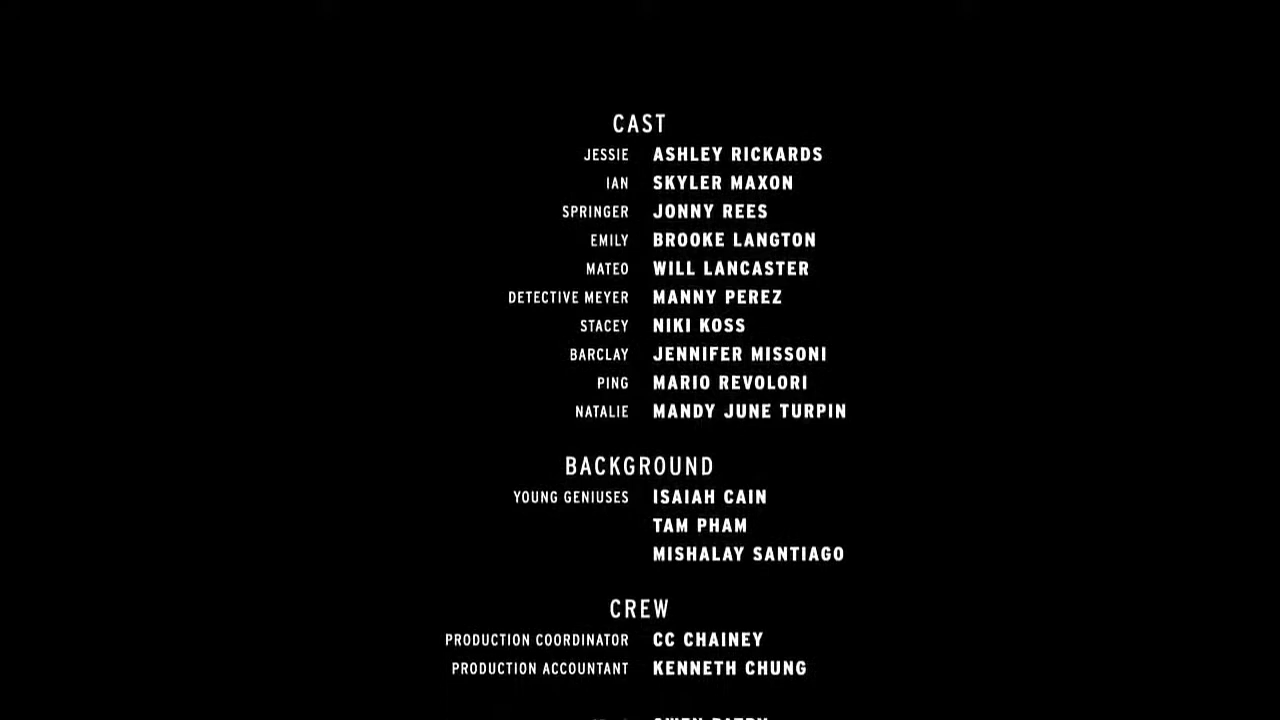 CAST
JESSIE ASHLEY RICKARDS
IAN SKYLER MAXON
SPRINGER JONNY REES
EMILY BROOKE LANGTON
MATEO WILL LANCASTER
DETECTIVE MEYER MANNY PEREZ
STACEY NIKI KOSS
BARCLAY JENNIFER MISSONI
PING MARIO REVOLORI
NATALIE MANDY JUNE TURPIN
BACKGROUND
YOUNG GENIUSES ISAIAH CAIN
TAM PHAM
MISHALAY SANTIAGO
CREW
PRODUCTION COORDINATOR CC CHAINEY
PRODUCTION ACCOUNTANT KENNETH CHUNG